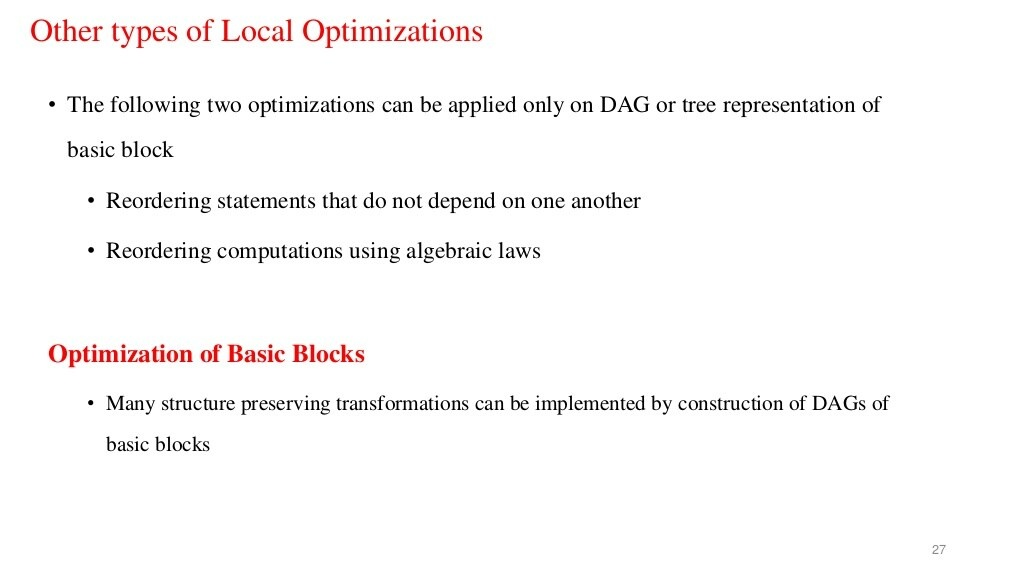 Other types of Local Optimizations
• The following two optimizations can be applied only on DAG or tree representation of
basic block
• Reordering statements that do not depend on one another
• Reordering computations using algebraic laws
Optimization of Basic Blocks
• Many structure preserving transformations can be implemented by construction of DAGs of
basic blocks
27